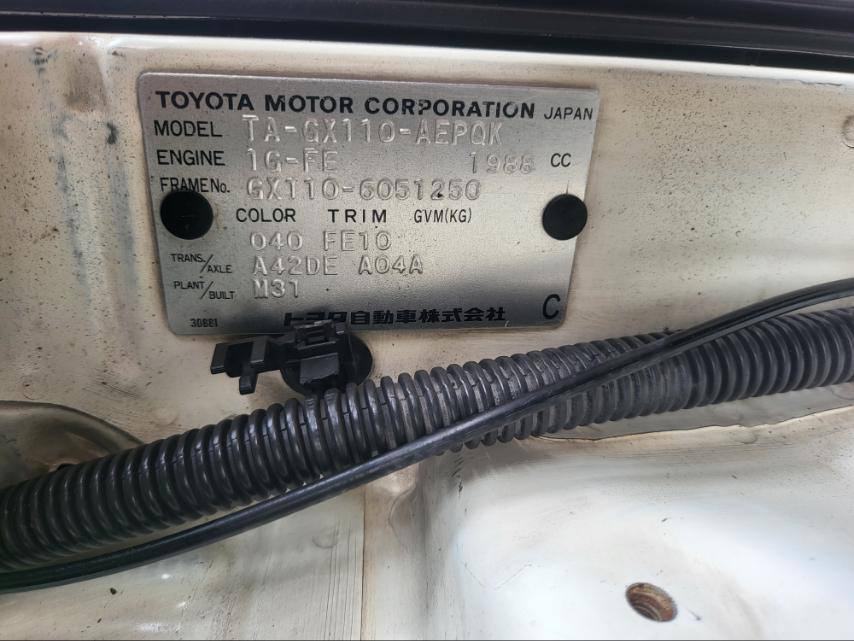 TOYOTA MOTOR CORPORATION JAPAN
MODEL TA-GX110-AEPQK
ENGINE 1G-FE 1988 CC
FRAME No. GX110-6051250
COLOR TRIM GVM(KG)
040 FE10
TRANS./AXLE A42DE A04A
PLANT/BUILT M31
30881 トヨタ自動車株式会社 C